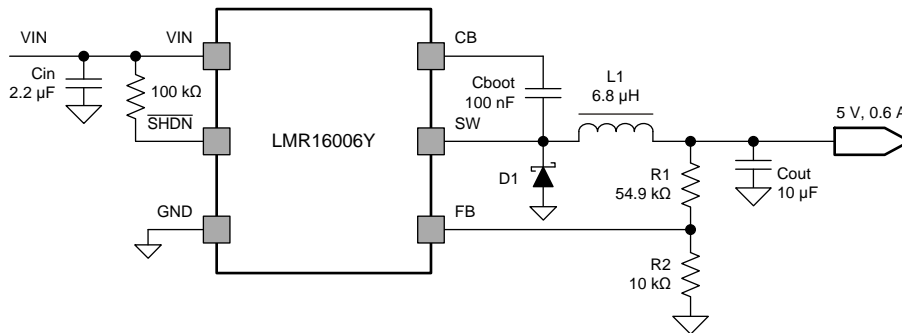 VIN
VIN
CB
Cin
2.2 µF
100 kΩ
SHDN
LMR16006Y
Cboot
100 nF
L1
6.8 µH
SW
5 V, 0.6 A
D1
R1
54.9 kΩ
Cout
10 µF
GND
FB
R2
10 kΩ